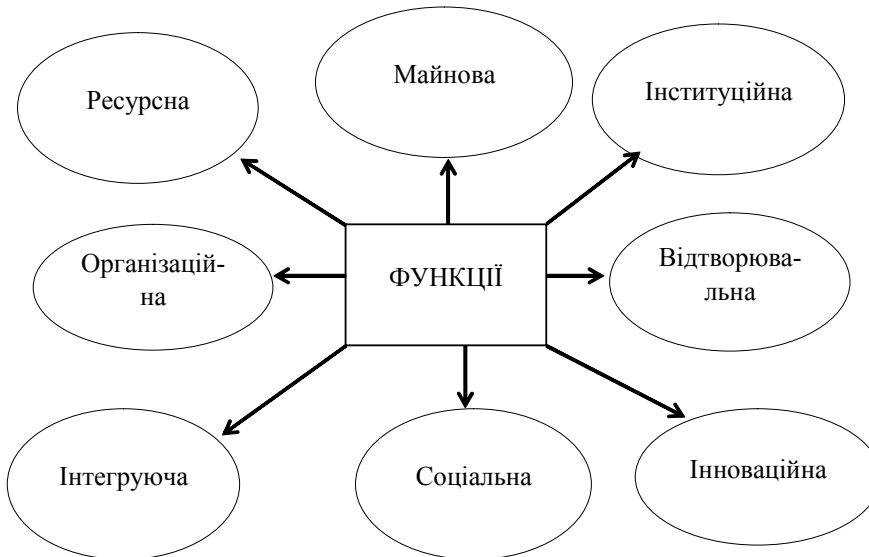 Ресурсна
Майнова
Інституційна
Організацій-
на
ФУНКЦІЇ
Відтворюва-
льна
Інтегруюча
Соціальна
Інноваційна